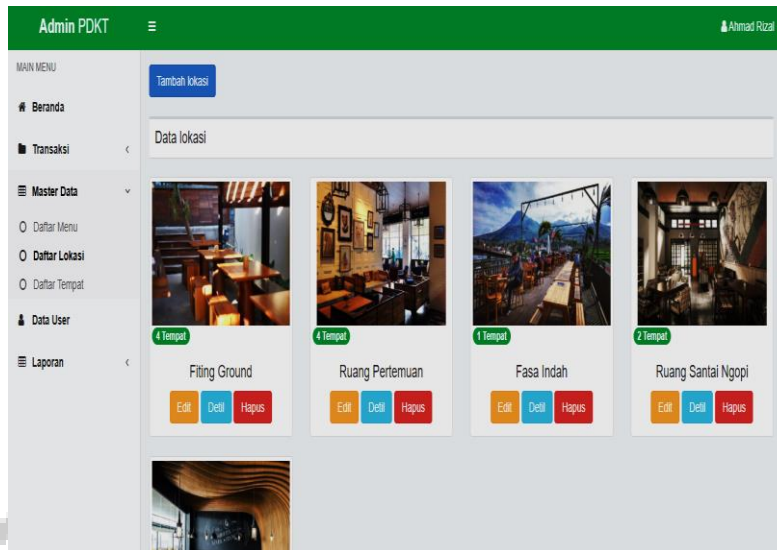 Admin PDKT
Ahmad Rizal
MAIN MENU
Beranda
Transaksi
Master Data
Daftar Menu
Daftar Lokasi
Daftar Tempat
Data User
Laporan
Tambah lokasi
Data lokasi
4 Tempat
Fiting Ground
Edit Detil Hapus
4 Tempat
Ruang Pertemuan
Edit Detil Hapus
1 Tempat
Fasa Indah
Edit Detil Hapus
2 Tempat
Ruang Santai Ngopi
Edit Detil Hapus